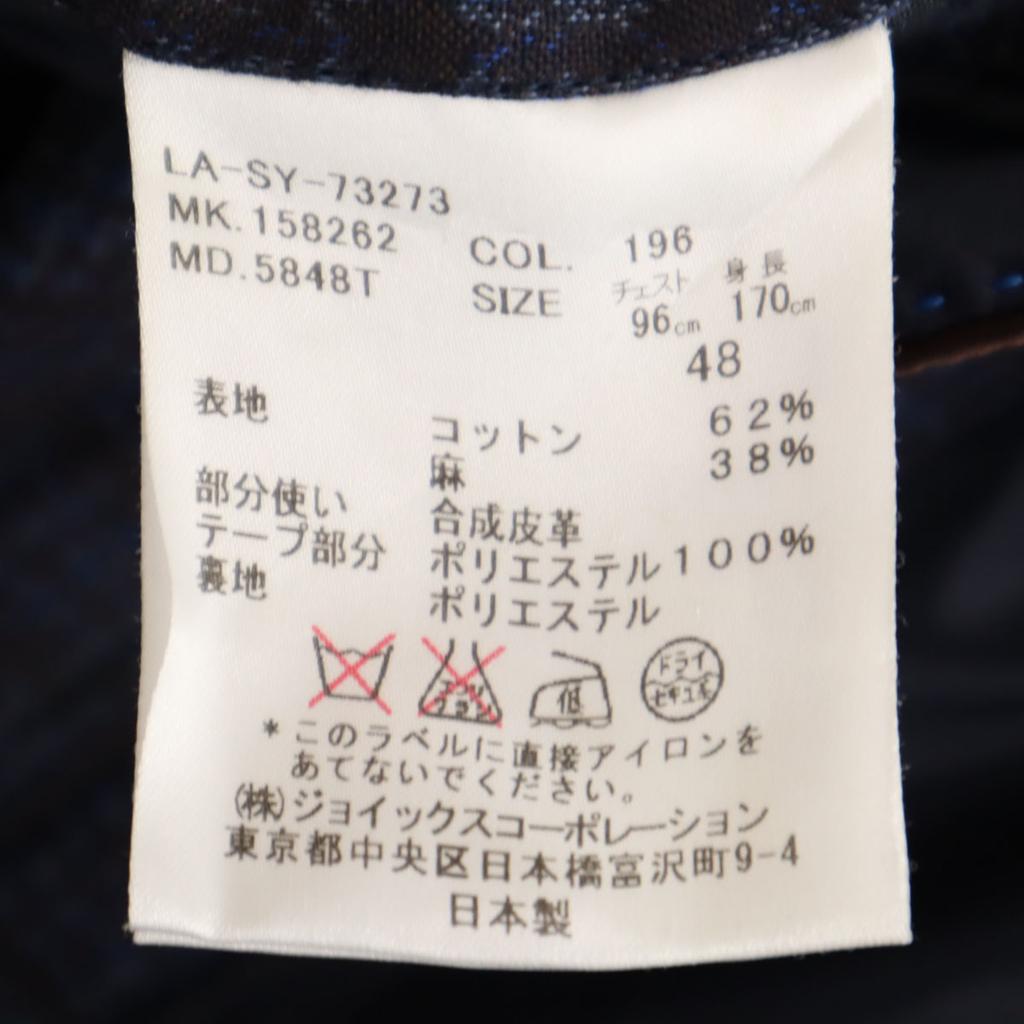 LA-SY-73273
MK.158262
MD.5848T
COL. 196
SIZE チェスト 96cm 身長 170cm
48
表地 コットン 62%
麻 38%
部分使い 合成皮革
テープ部分 ポリエステル100%
裏地 ポリエステル
エンソ サラシ
低
ドライ
セキユ系
*このラベルに直接アイロンを
あてないでください。
(株)ジョイックスコーポレーション
東京都中央区日本橋富沢町9-4
日本製